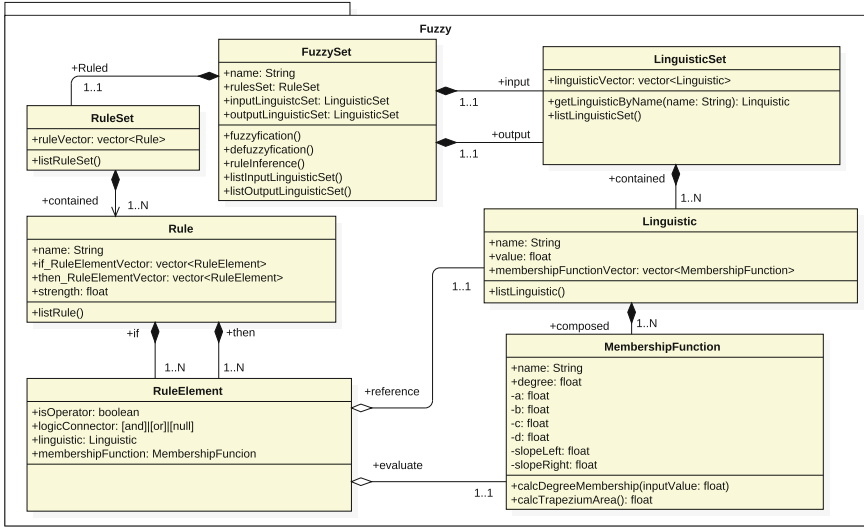 Fuzzy
FuzzySet
+name: String
+rulesSet: RuleSet
+inputLinguistcSet: LinguisticSet
+outputLinguisticSet: LinguisticSet
+fuzzyfication()
+defuzzyfication()
+ruleInference()
+listInputLinguisticSet()
+listOutputLinguisticSet()
+Ruled
1..1
+input
1..1
+output
1..1
LinguisticSet
+linguisticVector: vector<Linguistic>
+getLinguisticByName(name: String): Linquistic
+listLinguisticSet()
RuleSet
+ruleVector: vector<Rule>
+listRuleSet()
+contained
1..N
+contained
1..N
Rule
+name: String
+if_RuleElementVector: vector<RuleElement>
+then_RuleElementVector: vector<RuleElement>
+strength: float
+listRule()
Linguistic
+name: String
+value: float
+membershipFunctionVector: vector<MembershipFunction>
+listLinguistic()
1..1
+if
+then
1..N
1..N
+composed
1..N
RuleElement
+isOperator: boolean
+logicConnector: [and]|[or]|[null]
+linguistic: Linguistic
+membershipFunction: MembershipFuncion
+reference
+evaluate
1..1
MembershipFunction
+name: String
+degree: float
-a: float
-b: float
-c: float
-d: float
-slopeLeft: float
-slopeRight: float
+calcDegreeMembership(inputValue: float)
+calcTrapeziumArea(): float